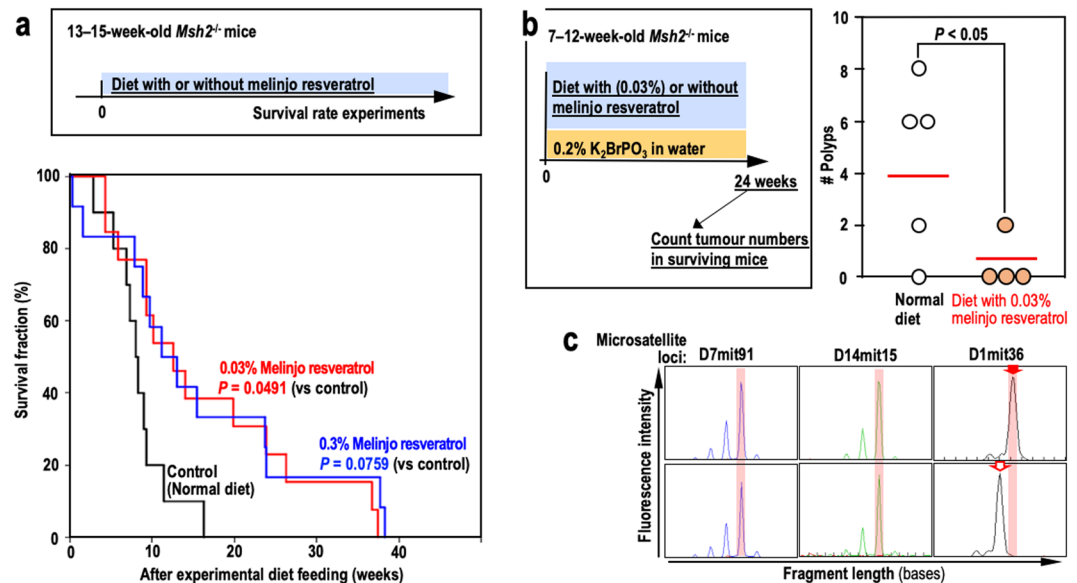 a
13–15-week-old Msh2-/- mice
Diet with or without melinjo resveratrol
0
Survival rate experiments
Survival fraction (%)
100
80
60
40
20
0
0.03% Melinjo resveratrol
P = 0.0491 (vs control)
0.3% Melinjo resveratrol
P = 0.0759 (vs control)
Control
(Normal diet)
0 10 20 30 40
After experimental diet feeding (weeks)
b
7–12-week-old Msh2-/- mice
Diet with (0.03%) or without
melinjo resveratrol
0.2% K2BrPO3 in water
0
24 weeks
Count tumour numbers
in surviving mice
# Polyps
10
8
6
4
2
0
P < 0.05
Normal
diet
Diet with 0.03%
melinjo resveratrol
c
Microsatellite
loci:
D7mit91
D14mit15
D1mit36
Fluorescence intensity
Fragment length (bases)